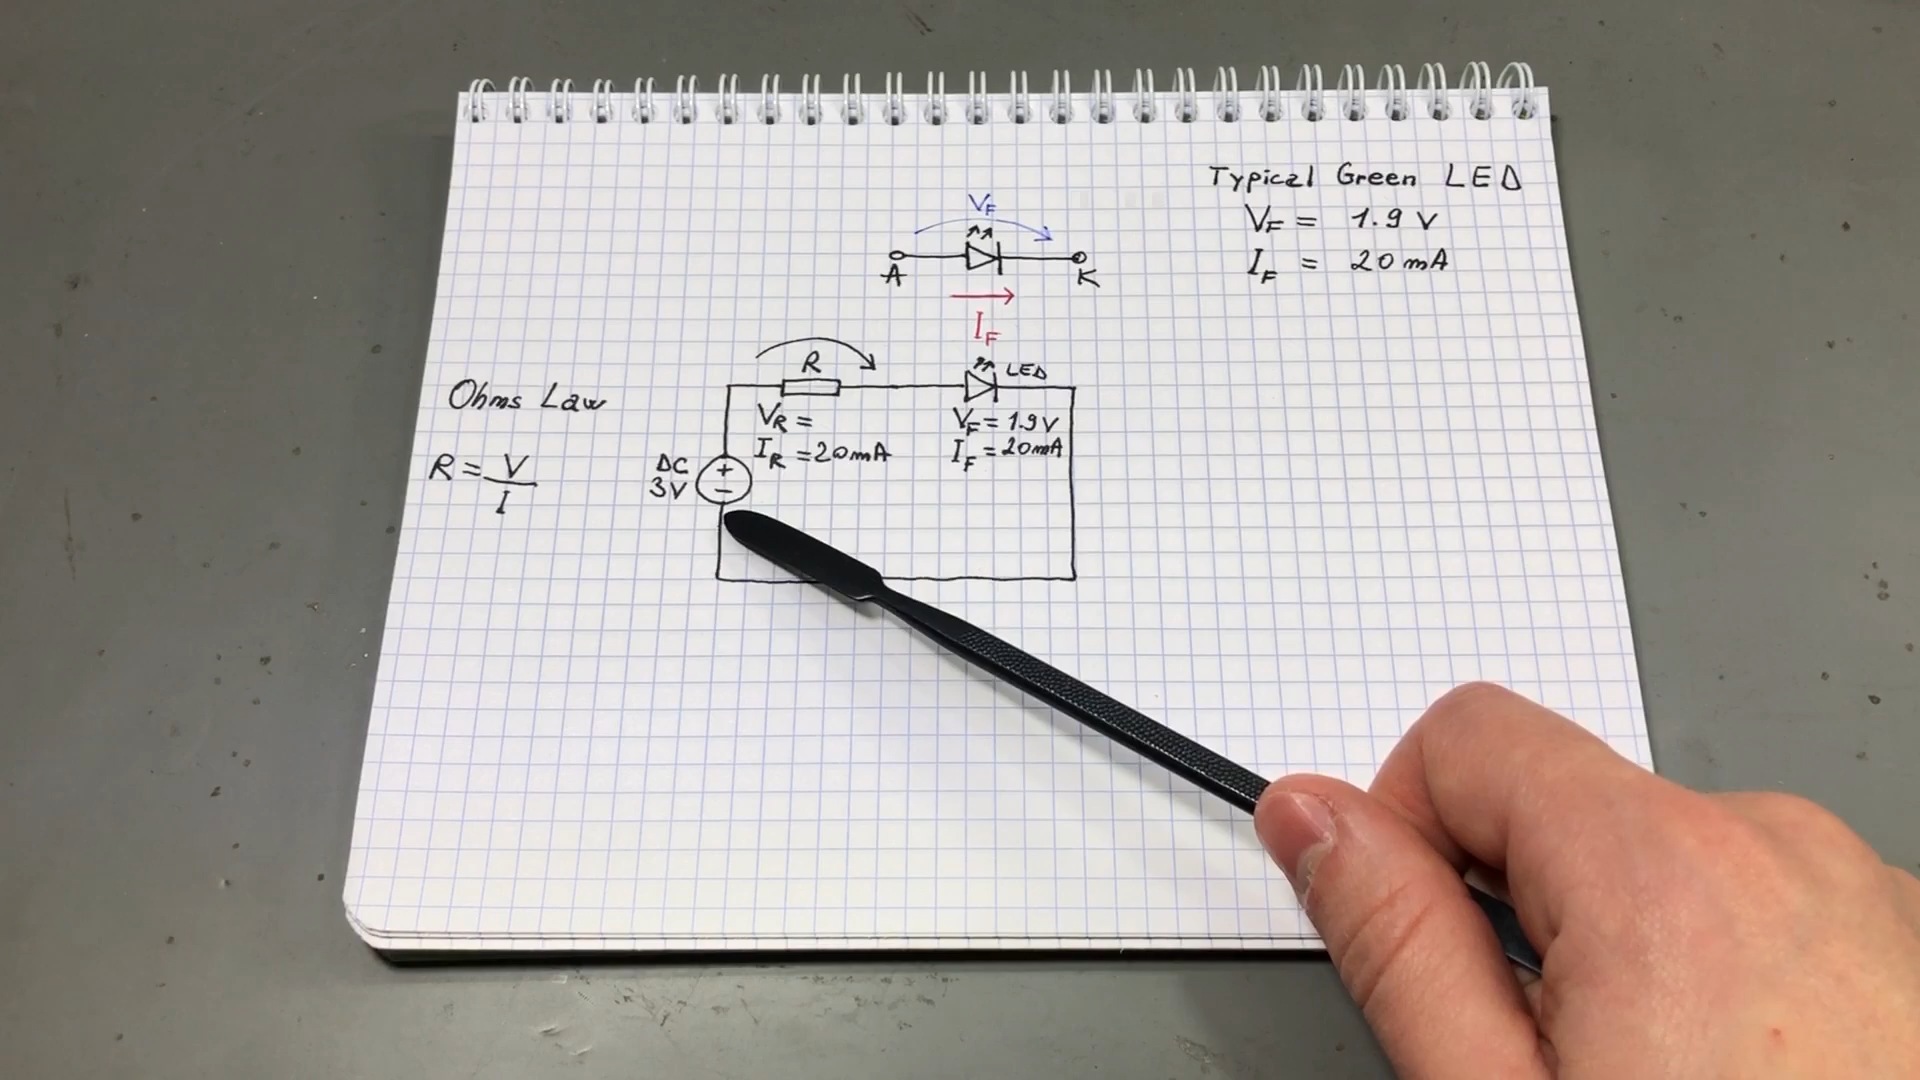 Typical Green LED
VF = 1.9 V
IF = 20 mA
VF
A
K
IF
R
LED
Ohms Law
VR =
IR = 20mA
VF = 1.9V
IF = 20mA
R = V
I
DC
3V
+
−